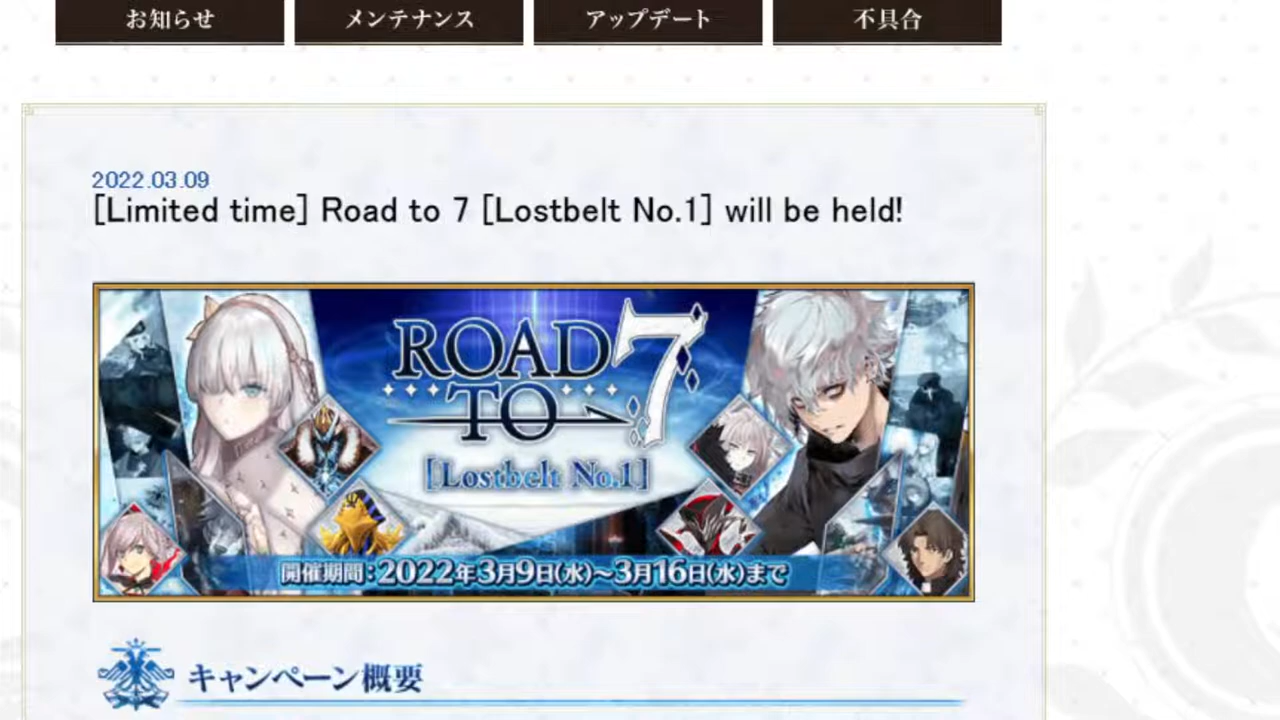 お知らせ
メンテナンス
アップデート
不具合
2022.03.09
[Limited time] Road to 7 [Lostbelt No.1] will be held!
ROAD
TO 7
[Lostbelt No.1]
開催期間:2022年3月9日(水)~3月16日(水)まで
キャンペーン概要